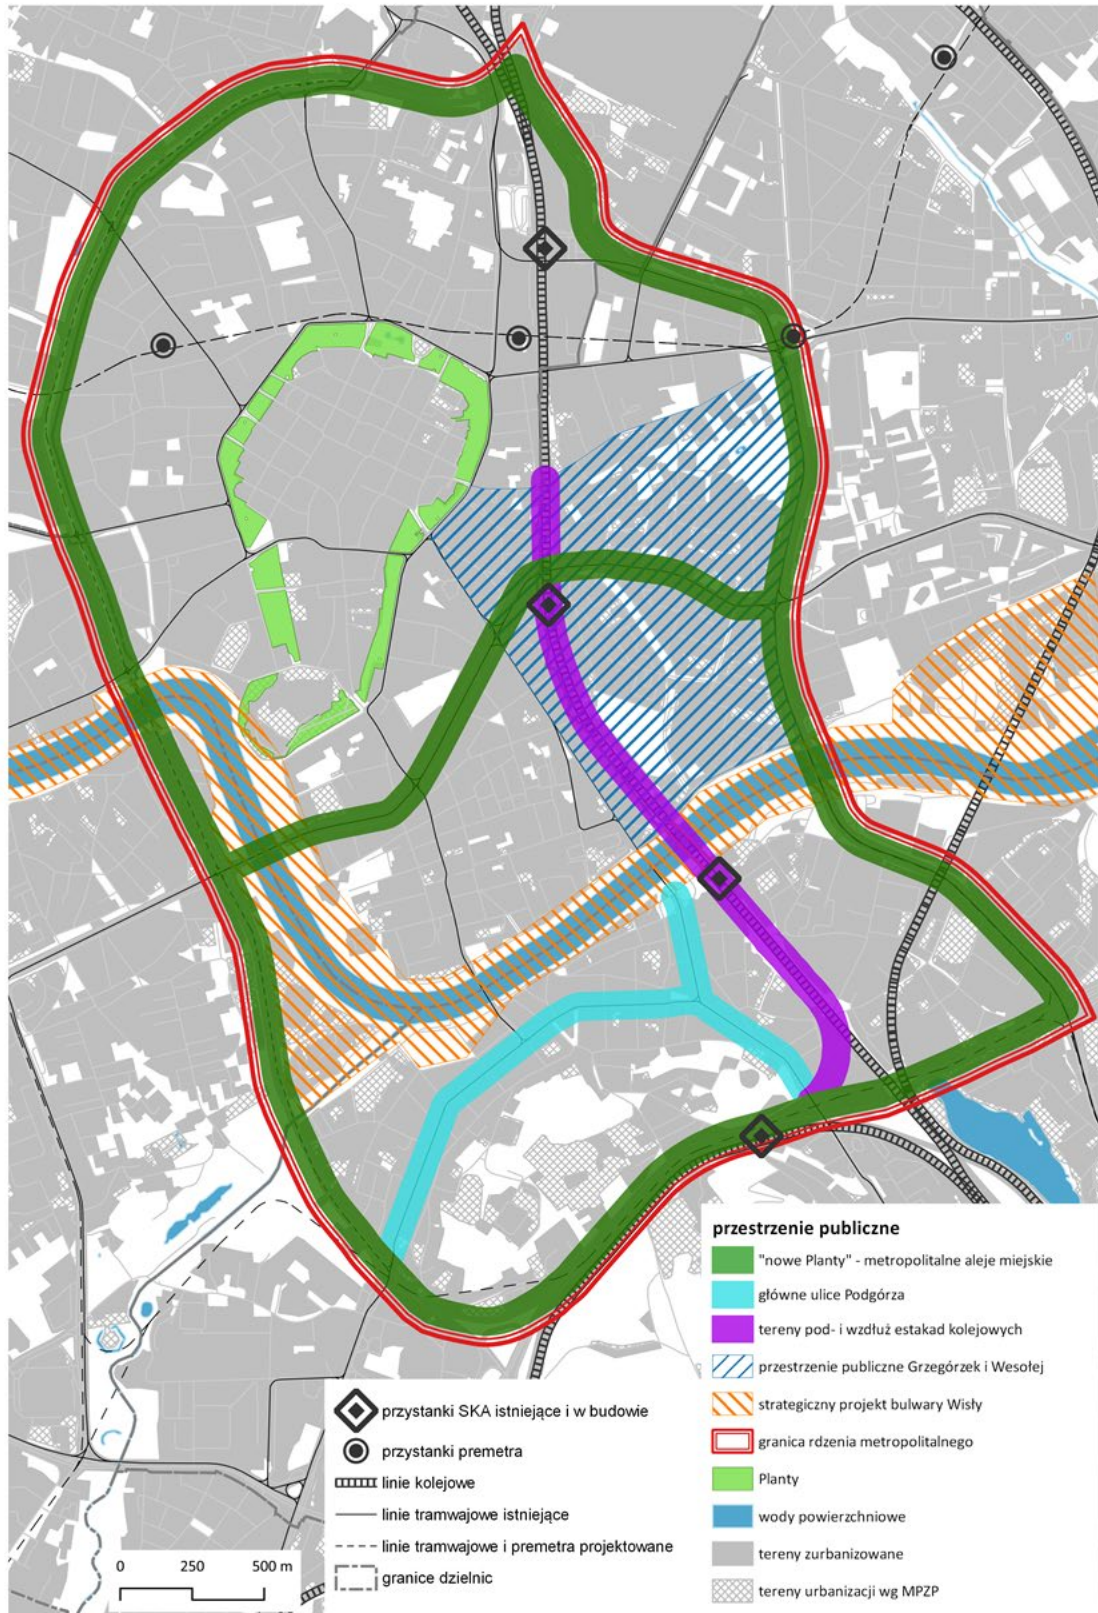 przestrzenie publiczne
"nowe Planty" - metropolitalne aleje miejskie
główne ulice Podgórza
tereny pod- i wzdłuż estakad kolejowych
przestrzenie publiczne Grzegórzek i Wesołej
strategiczny projekt bulwary Wisły
granica rdzenia metropolitalnego
Planty
wody powierzchniowe
tereny zurbanizowane
tereny urbanizacji wg MPZP
przystanki SKA istniejące i w budowie
przystanki premetra
linie kolejowe
linie tramwajowe istniejące
linie tramwajowe i premetra projektowane
granice dzielnic
0 250 500 m